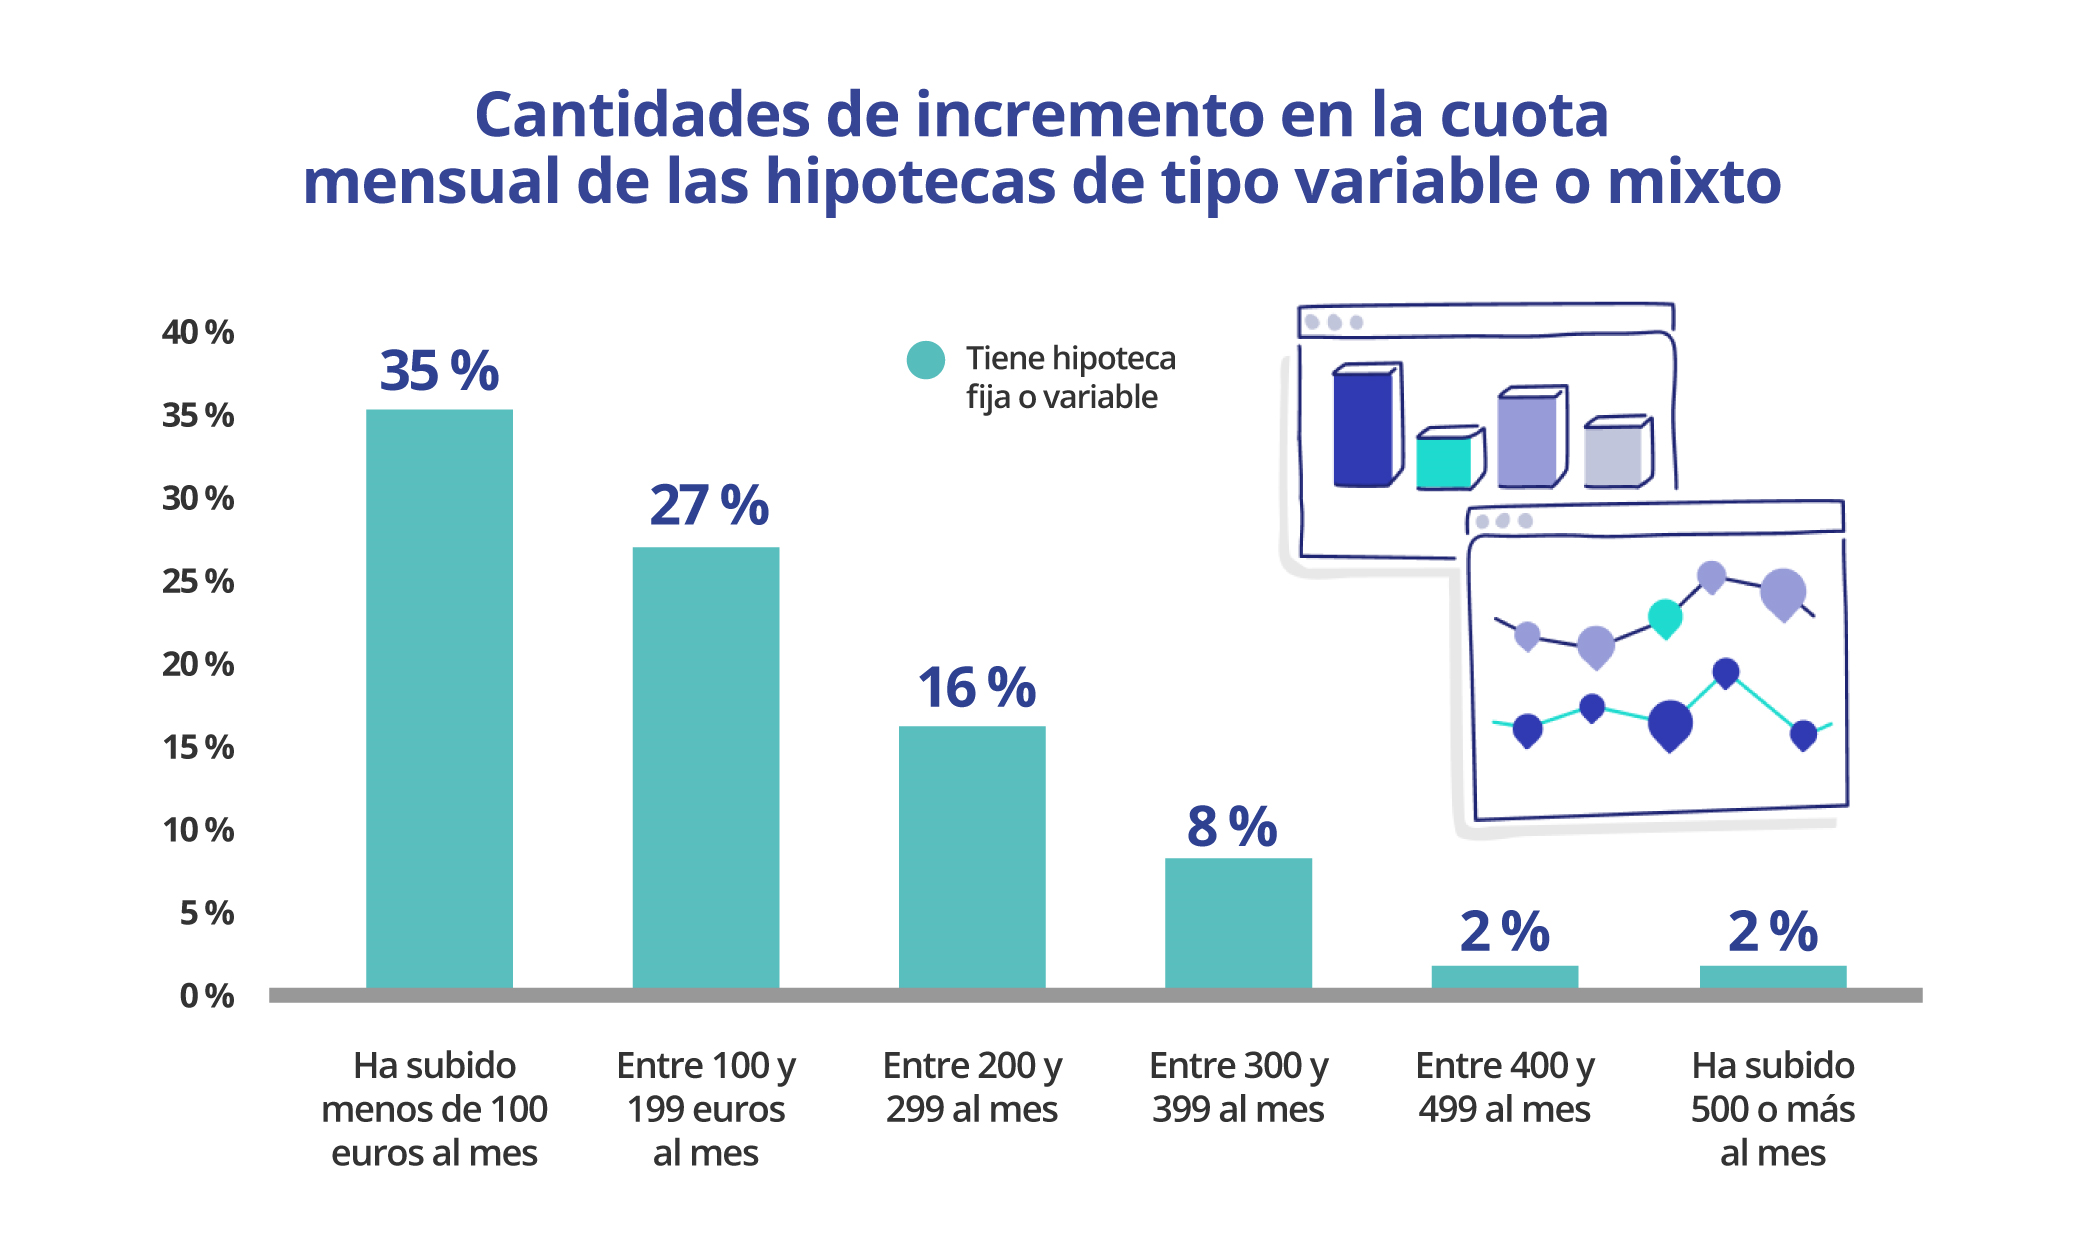 Cantidades de incremento en la cuota
mensual de las hipotecas de tipo variable o mixto
40 %
35 %
30 %
25 %
20 %
15 %
10 %
5 %
0 %
Tiene hipoteca
fija o variable
35 %
27 %
16 %
8 %
2 %
2 %
Ha subido
menos de 100
euros al mes
Entre 100 y
199 euros
al mes
Entre 200 y
299 al mes
Entre 300 y
399 al mes
Entre 400 y
499 al mes
Ha subido
500 o más
al mes